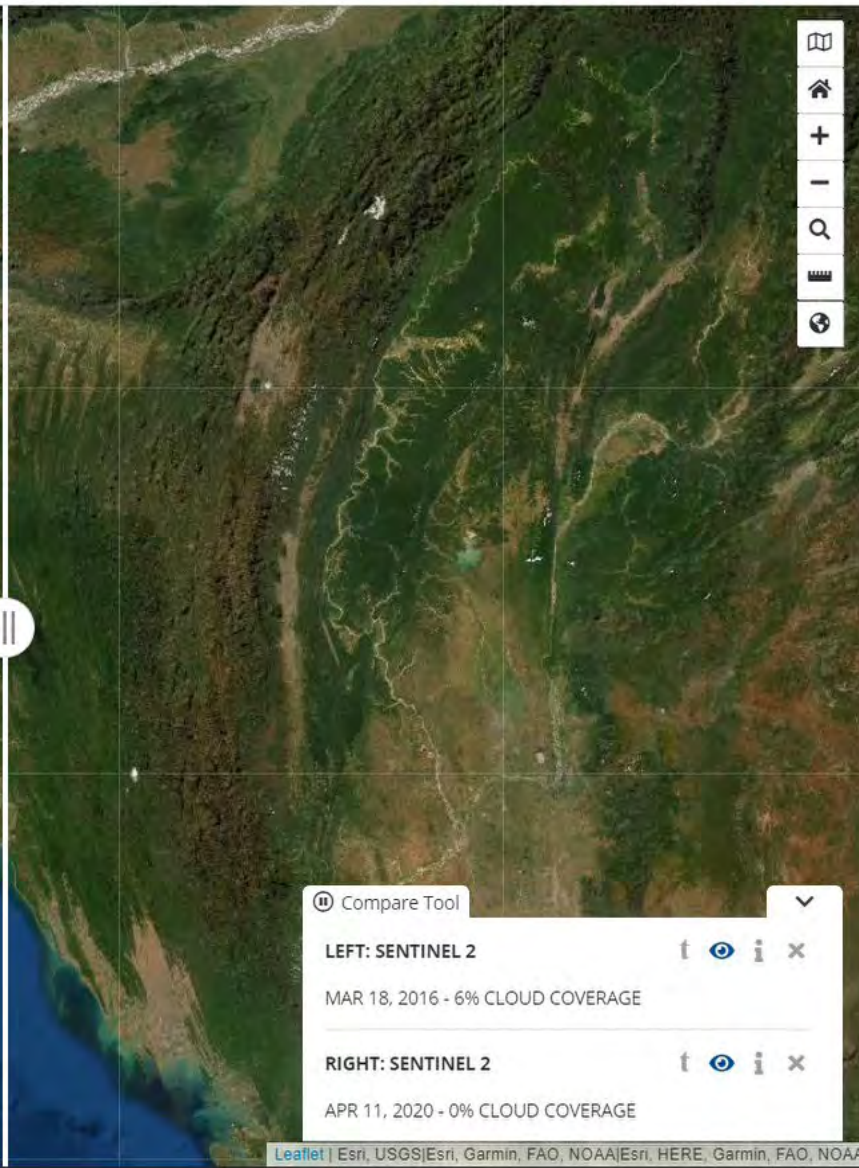 Compare Tool
LEFT: SENTINEL 2
t i
MAR 18, 2016 - 6% CLOUD COVERAGE
RIGHT: SENTINEL 2
t i
APR 11, 2020 - 0% CLOUD COVERAGE
Leaflet | Esri, USGS|Esri, Garmin, FAO, NOAA|Esri, HERE, Garmin, FAO, NOAA